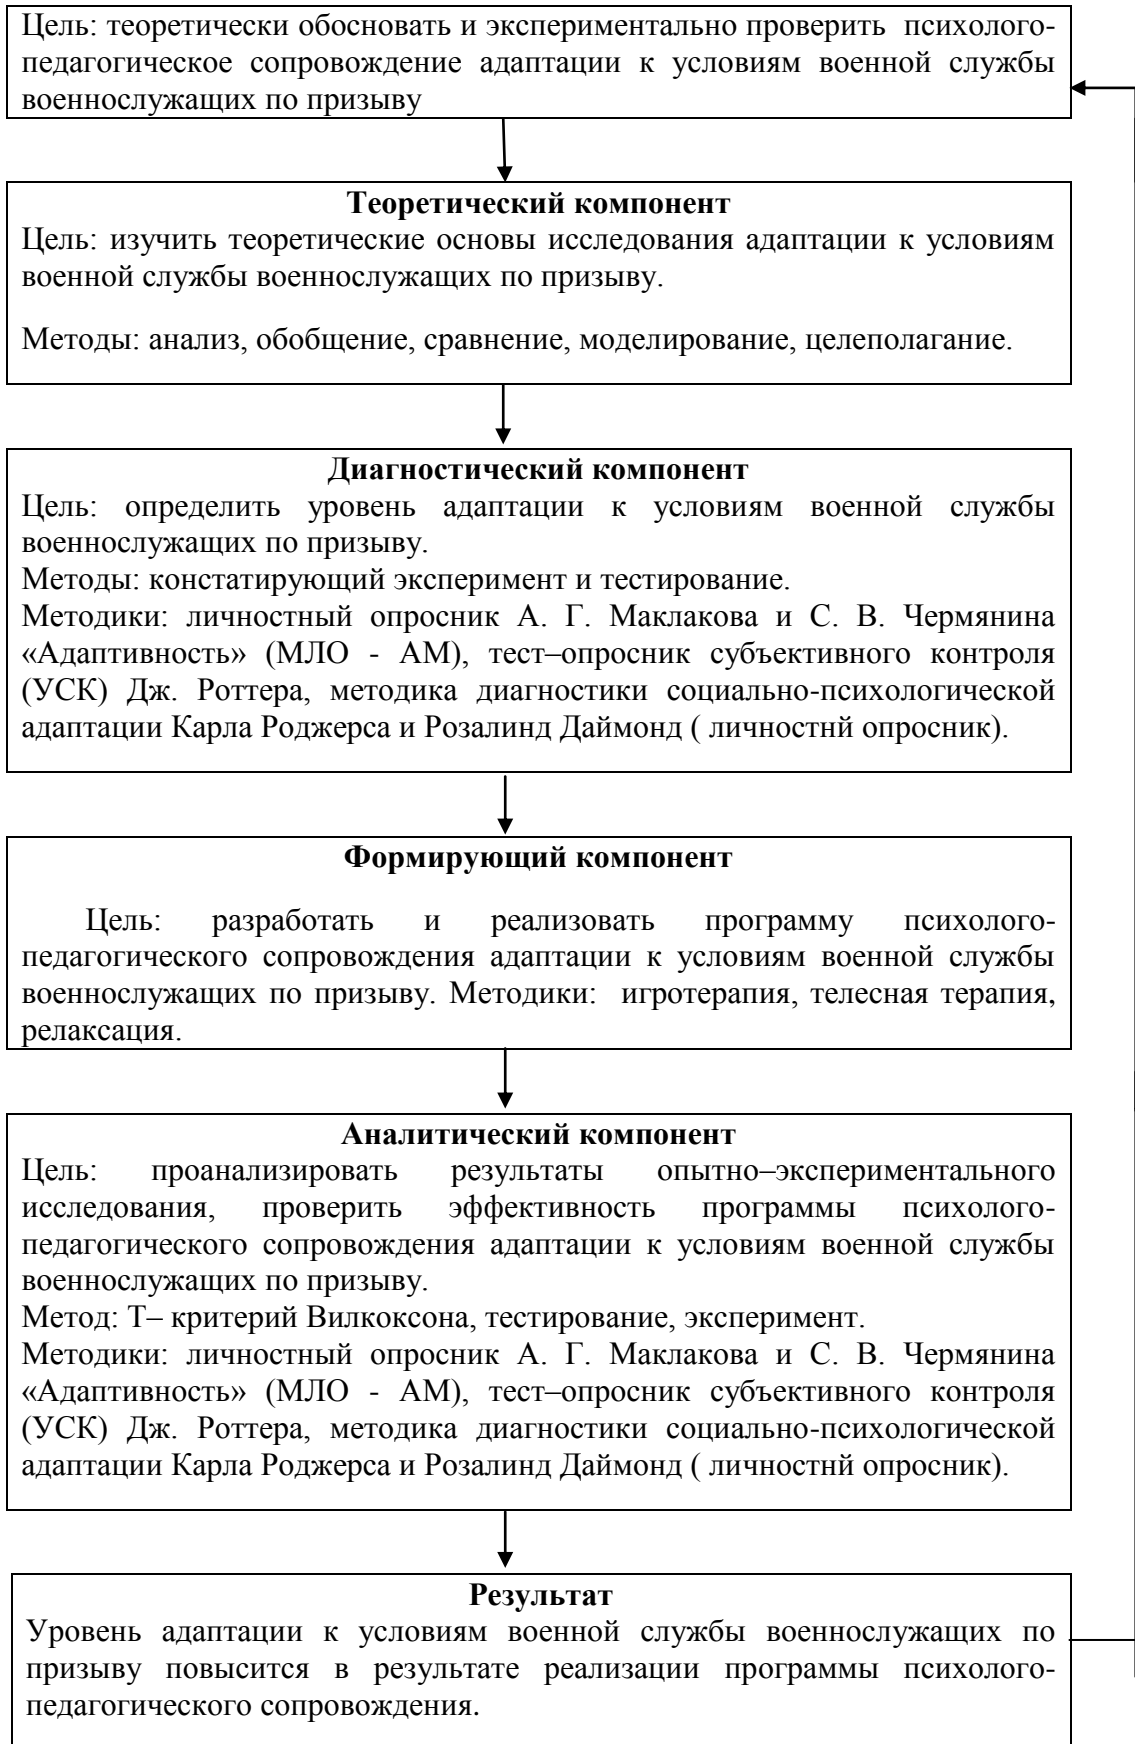 Цель: теоретически обосновать и экспериментально проверить психолого-
педагогическое сопровождение адаптации к условиям военной службы
военнослужащих по призыву
Теоретический компонент
Цель: изучить теоретические основы исследования адаптации к условиям
военной службы военнослужащих по призыву.
Методы: анализ, обобщение, сравнение, моделирование, целеполагание.
Диагностический компонент
Цель: определить уровень адаптации к условиям военной службы
военнослужащих по призыву.
Методы: констатирующий эксперимент и тестирование.
Методики: личностный опросник А. Г. Маклакова и С. В. Чермянина
«Адаптивность» (МЛО - АМ), тест–опросник субъективного контроля
(УСК) Дж. Роттера, методика диагностики социально-психологической
адаптации Карла Роджерса и Розалинд Даймонд ( личностнй опросник).
Формирующий компонент
Цель: разработать и реализовать программу психолого-
педагогического сопровождения адаптации к условиям военной службы
военнослужащих по призыву. Методики: игротерапия, телесная терапия,
релаксация.
Аналитический компонент
Цель: проанализировать результаты опытно–экспериментального
исследования, проверить эффективность программы психолого-
педагогического сопровождения адаптации к условиям военной службы
военнослужащих по призыву.
Метод: Т– критерий Вилкоксона, тестирование, эксперимент.
Методики: личностный опросник А. Г. Маклакова и С. В. Чермянина
«Адаптивность» (МЛО - АМ), тест–опросник субъективного контроля
(УСК) Дж. Роттера, методика диагностики социально-психологической
адаптации Карла Роджерса и Розалинд Даймонд ( личностнй опросник).
Результат
Уровень адаптации к условиям военной службы военнослужащих по
призыву повысится в результате реализации программы психолого-
педагогического сопровождения.